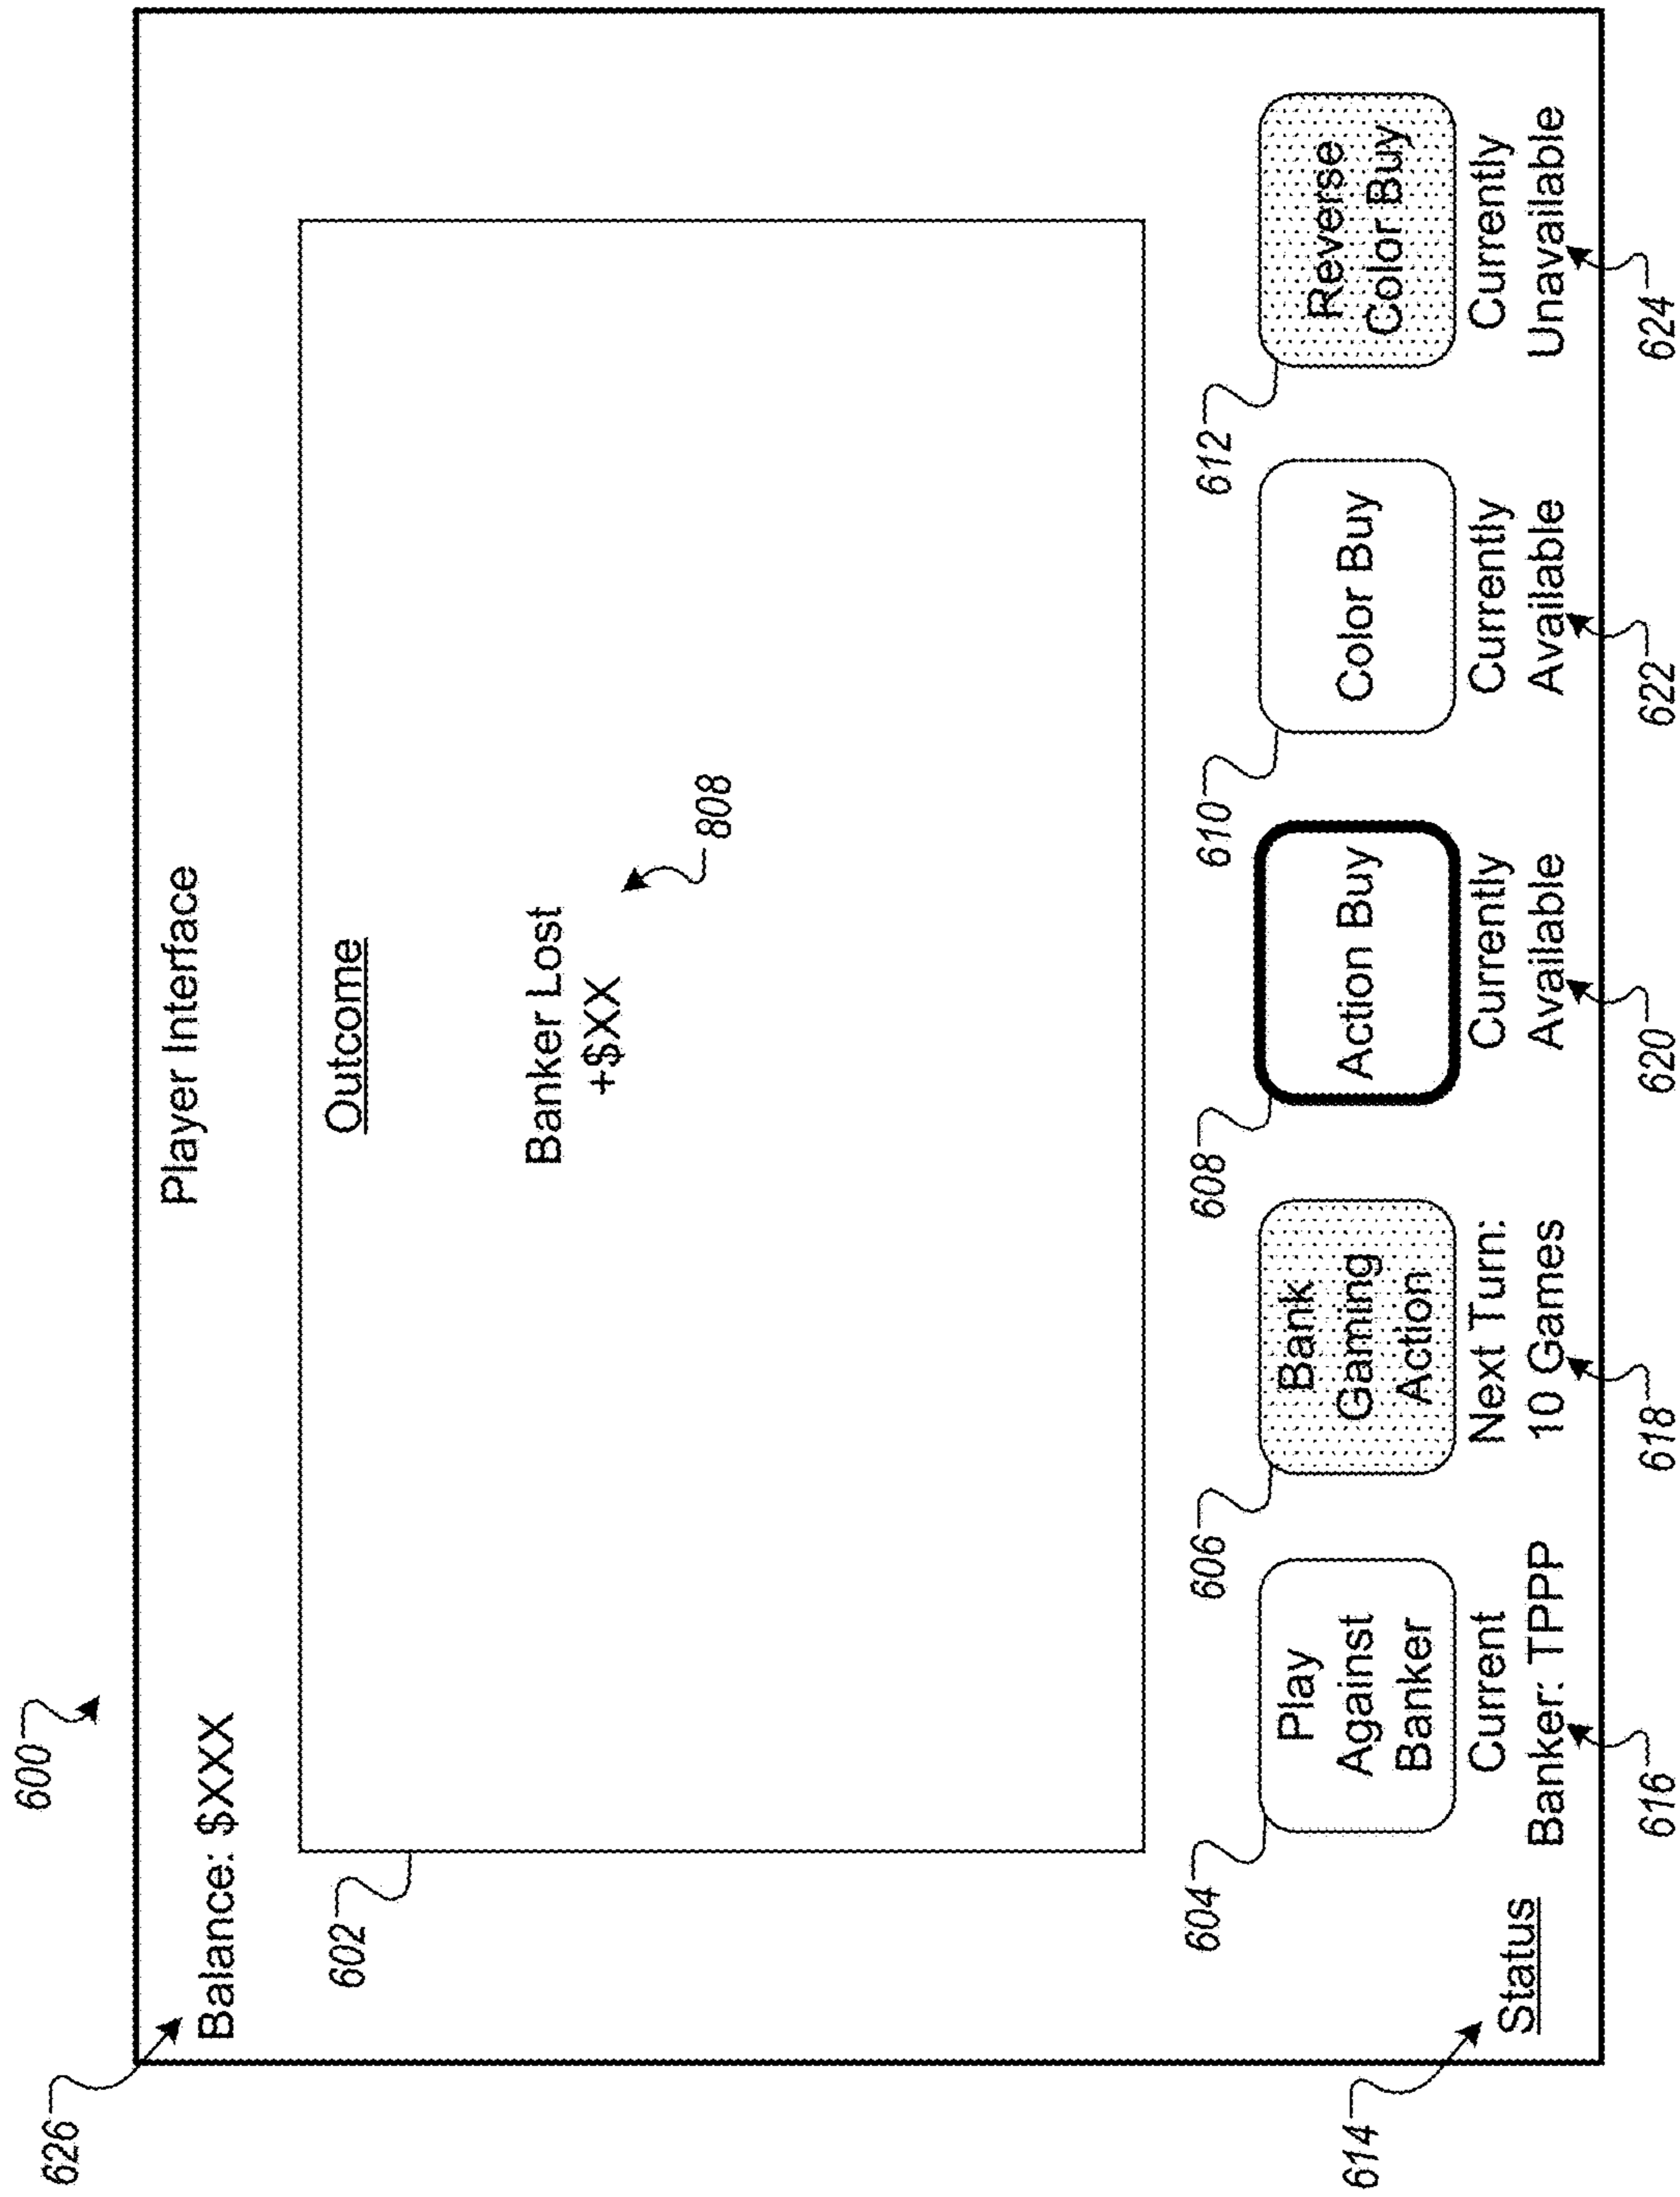 600
626
Player Interface
Balance: $XXX
602
Outcome
Banker Lost
+$XX
808
604
606
608
610
612
Play
Against
Banker
Bank
Gaming
Action
Action Buy
Color Buy
Reverse
Color Buy
614
Status
Current
Banker: TPPP
Next Turn:
10 Games
Currently
Available
Currently
Available
Currently
Unavailable
616
618
620
622
624